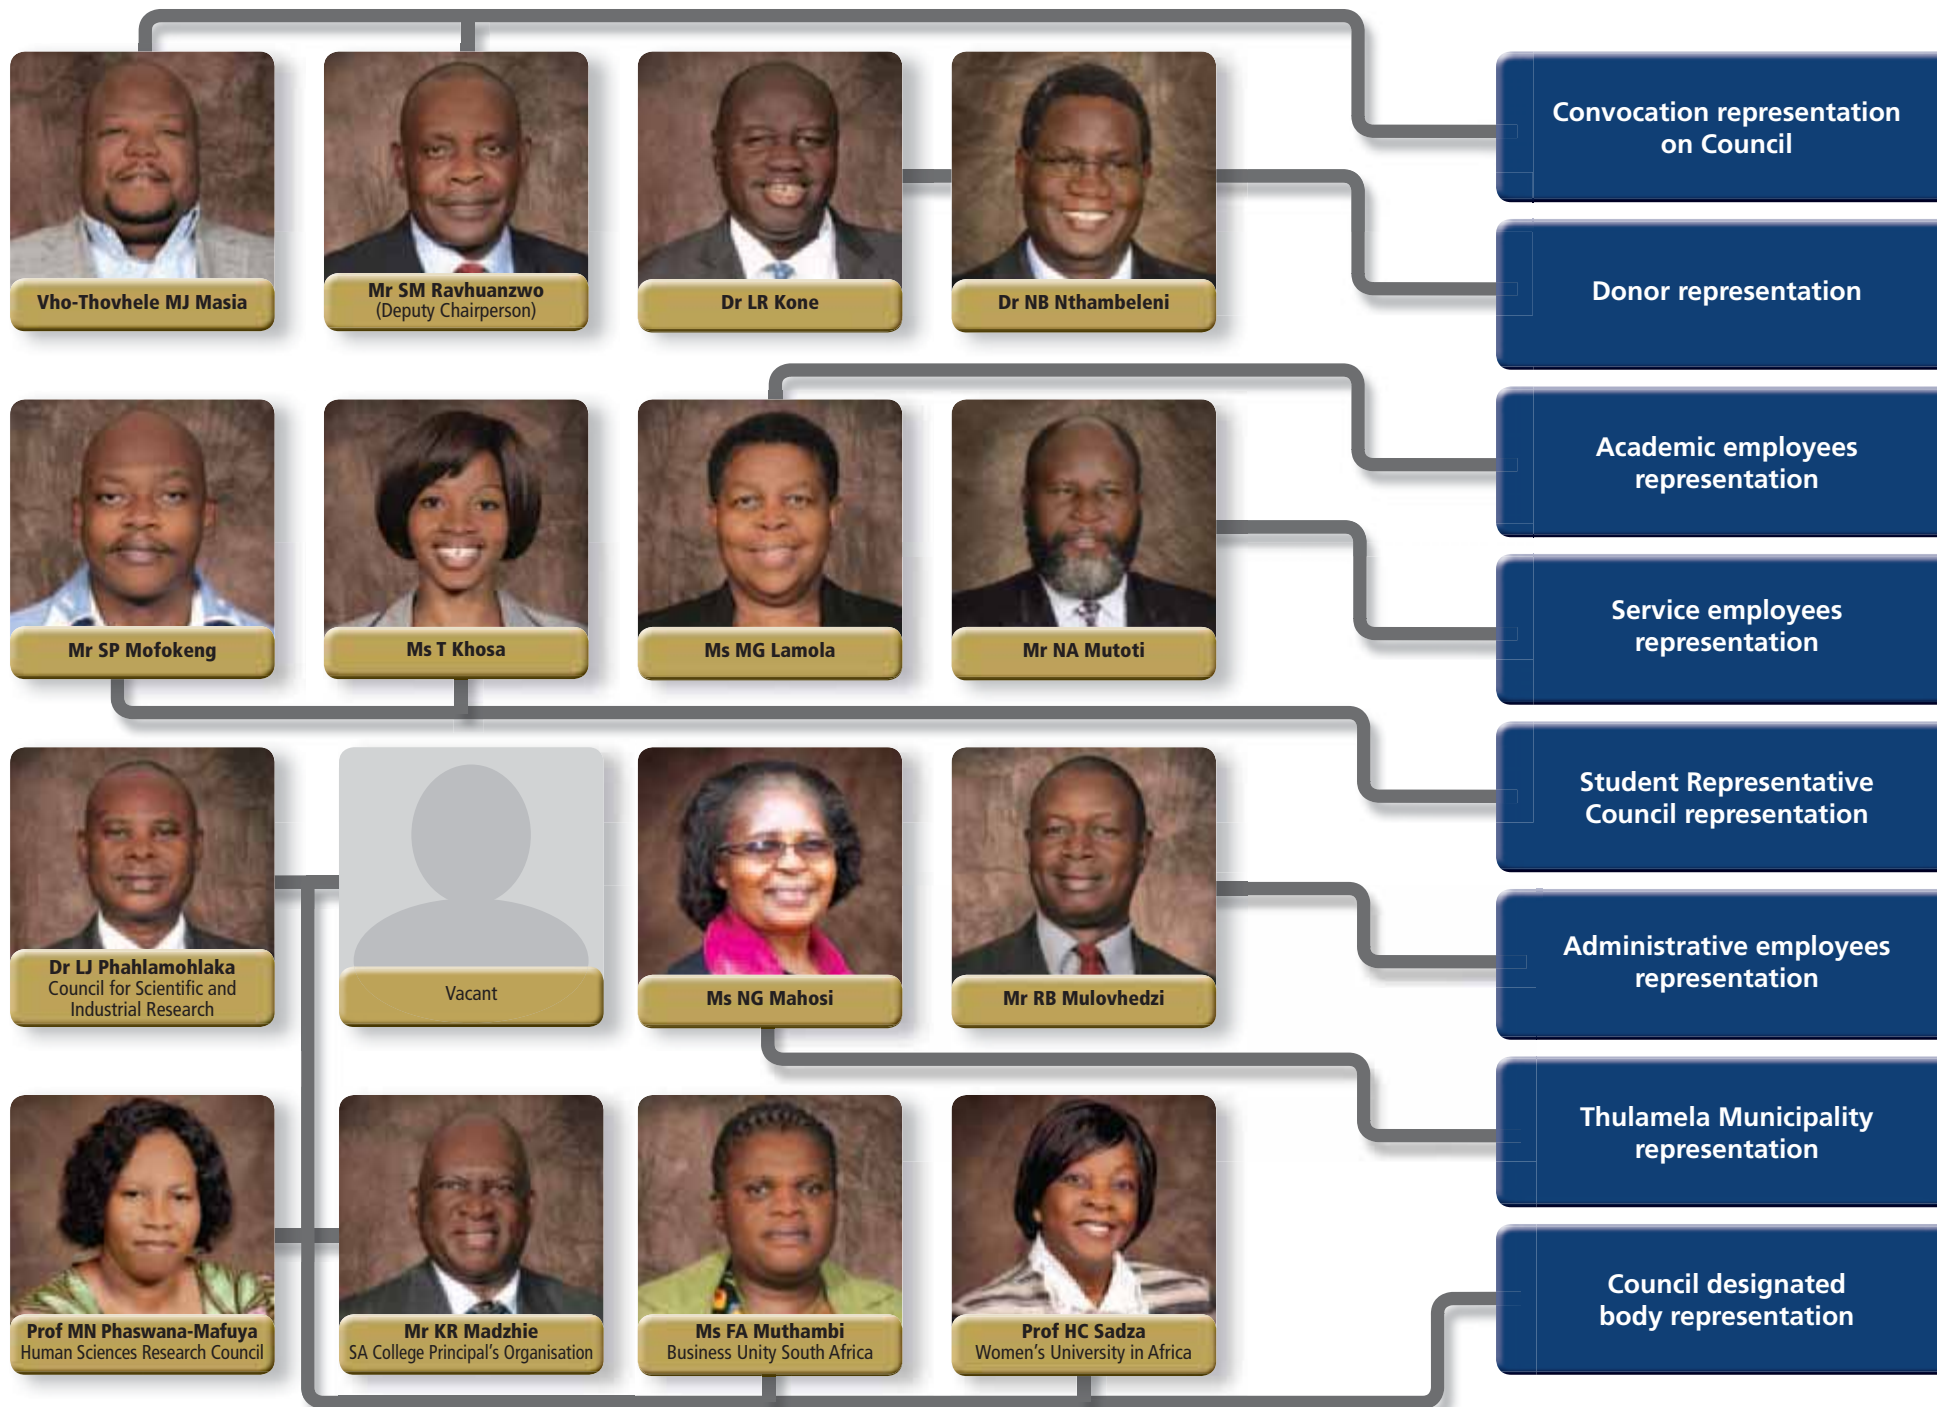 Convocation representation
on Council
Vho-Thovhele MJ Masia
Mr SM Ravhuanzwo
(Deputy Chairperson)
Dr LR Kone
Dr NB Nthambeleni
Donor representation
Academic employees
representation
Service employees
representation
Mr SP Mofokeng
Ms T Khosa
Ms MG Lamola
Mr NA Mutoti
Student Representative
Council representation
Dr LJ Phahlamohlaka
Council for Scientific and
Industrial Research
Vacant
Ms NG Mahosi
Mr RB Mulovhedzi
Administrative employees
representation
Thulamela Municipality
representation
Prof MN Phaswana-Mafuya
Human Sciences Research Council
Mr KR Madzhie
SA College Principal's Organisation
Ms FA Muthambi
Business Unity South Africa
Prof HC Sadza
Women's University in Africa
Council designated
body representation